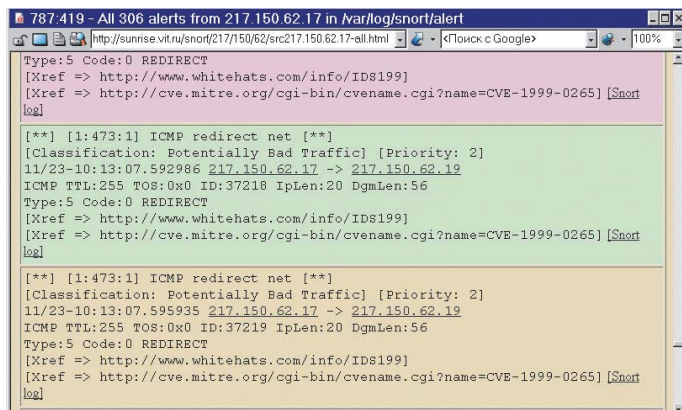 787:419 - All 306 alerts from 217.150.62.17 in /var/log/snort/alert
http://sunrise.vit.ru/snorf/217/150/62/src217.150.62.17-all.html
<Поиск с Google>
100%
Type:5 Code:0 REDIRECT
[Xref => http://www.whitehats.com/info/IDS199]
[Xref => http://cve.mitre.org/cgi-bin/cvename.cgi?name=CVE-1999-0265] [Snort
log]
[**] [1:473:1] ICMP redirect net [**]
[Classification: Potentially Bad Traffic] [Priority: 2]
11/23-10:13:07.592986 217.150.62.17 -> 217.150.62.19
ICMP TTL:255 TOS:0x0 ID:37218 IpLen:20 DgmLen:56
Type:5 Code:0 REDIRECT
[Xref => http://www.whitehats.com/info/IDS199]
[Xref => http://cve.mitre.org/cgi-bin/cvename.cgi?name=CVE-1999-0265] [Snort
log]
[**] [1:473:1] ICMP redirect net [**]
[Classification: Potentially Bad Traffic] [Priority: 2]
11/23-10:13:07.595935 217.150.62.17 -> 217.150.62.19
ICMP TTL:255 TOS:0x0 ID:37219 IpLen:20 DgmLen:56
Type:5 Code:0 REDIRECT
[Xref => http://www.whitehats.com/info/IDS199]
[Xref => http://cve.mitre.org/cgi-bin/cvename.cgi?name=CVE-1999-0265] [Snort
log]